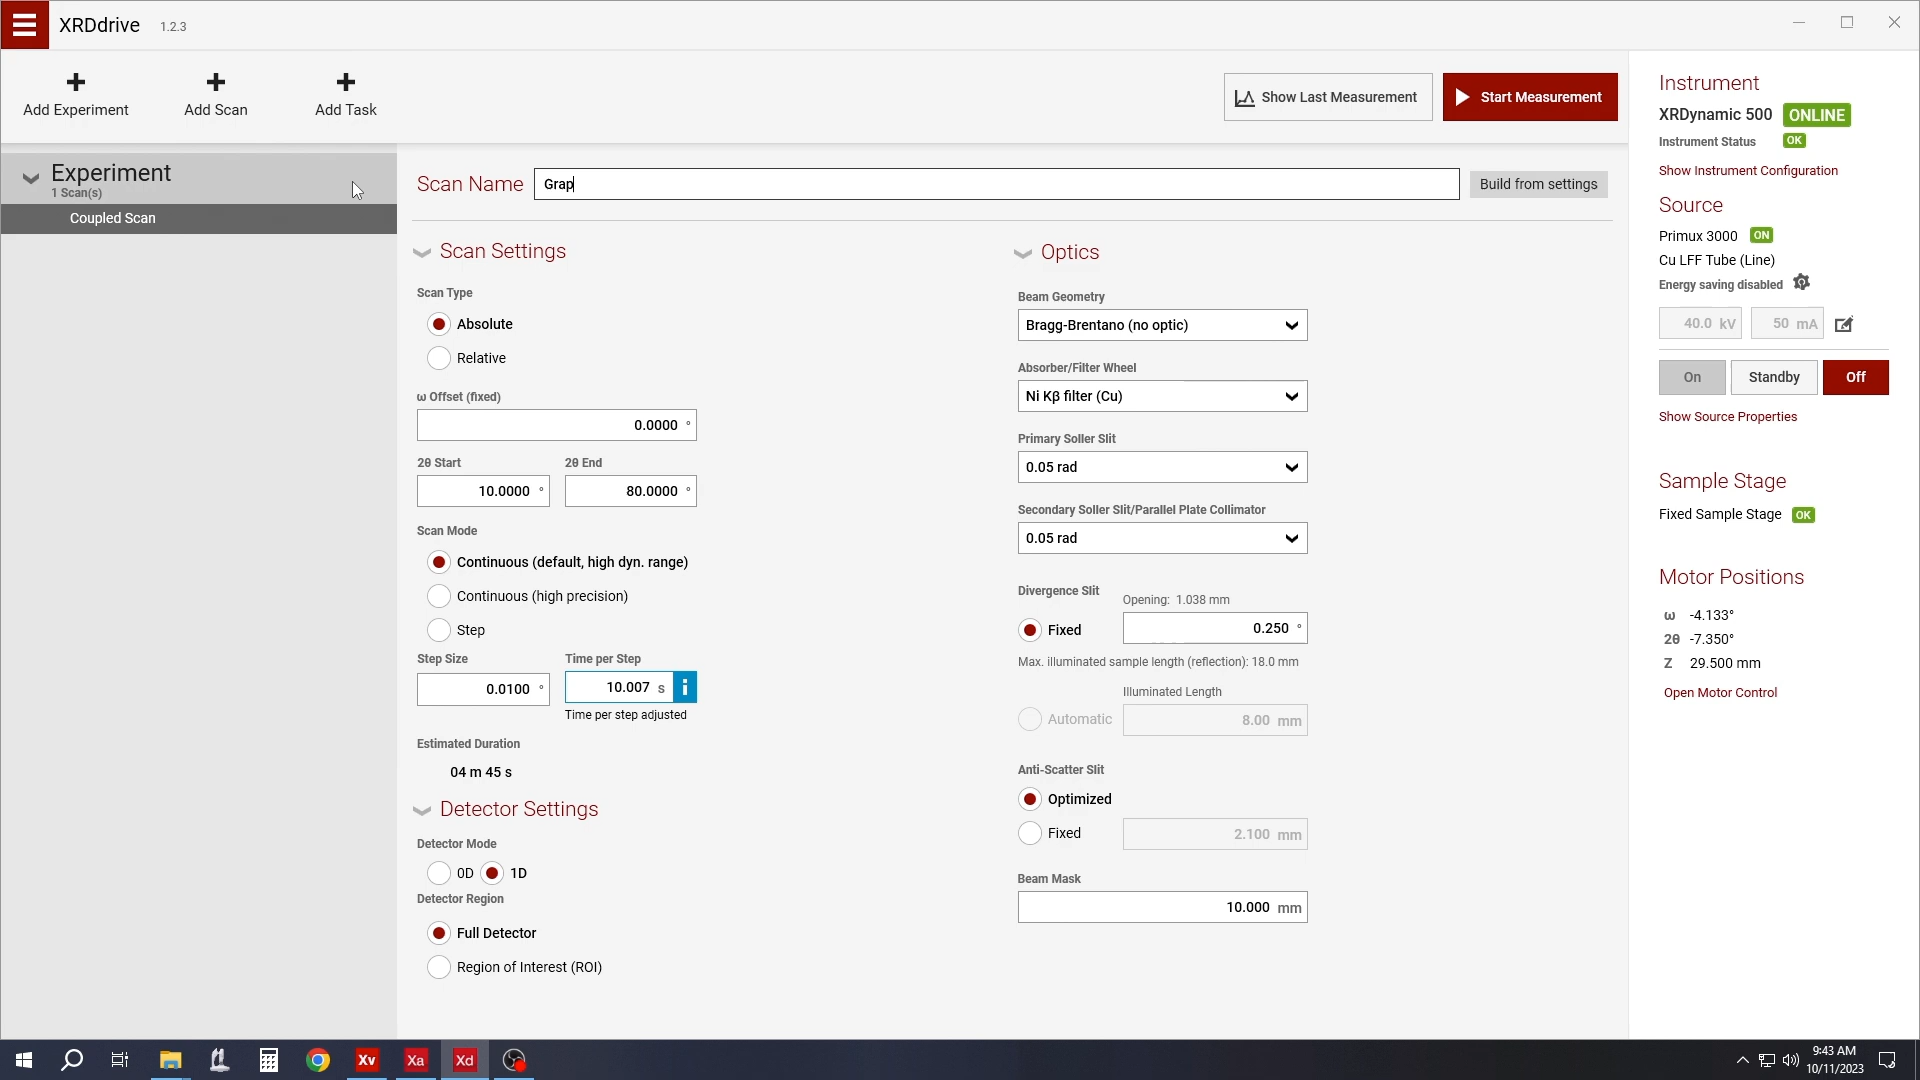 XRDdrive 1.2.3
Add Experiment
Add Scan
Add Task
Show Last Measurement
Start Measurement
Experiment
1 Scan(s)
Coupled Scan
Scan Name
Grap
Build from settings
Scan Settings
Scan Type
Absolute
Relative
ω Offset (fixed)
0.0000 °
2θ Start
2θ End
10.0000 °
80.0000 °
Scan Mode
Continuous (default, high dyn. range)
Continuous (high precision)
Step
Step Size
Time per Step
0.0100 °
10.007 s
Time per step adjusted
Estimated Duration
04 m 45 s
Detector Settings
Detector Mode
0D
1D
Detector Region
Full Detector
Region of Interest (ROI)
Optics
Beam Geometry
Bragg-Brentano (no optic)
Absorber/Filter Wheel
Ni Kβ filter (Cu)
Primary Soller Slit
0.05 rad
Secondary Soller Slit/Parallel Plate Collimator
0.05 rad
Divergence Slit
Opening: 1.038 mm
Fixed
0.250 °
Max. illuminated sample length (reflection): 18.0 mm
Illuminated Length
Automatic
8.00 mm
Anti-Scatter Slit
Optimized
Fixed
2.100 mm
Beam Mask
10.000 mm
Instrument
XRDynamic 500 ONLINE
Instrument Status OK
Show Instrument Configuration
Source
Primux 3000 ON
Cu LFF Tube (Line)
Energy saving disabled
40.0 kV
50 mA
On
Standby
Off
Show Source Properties
Sample Stage
Fixed Sample Stage OK
Motor Positions
ω -4.133°
2θ -7.350°
Z 29.500 mm
Open Motor Control
Xv
Xa
Xd
9:43 AM
10/11/2023